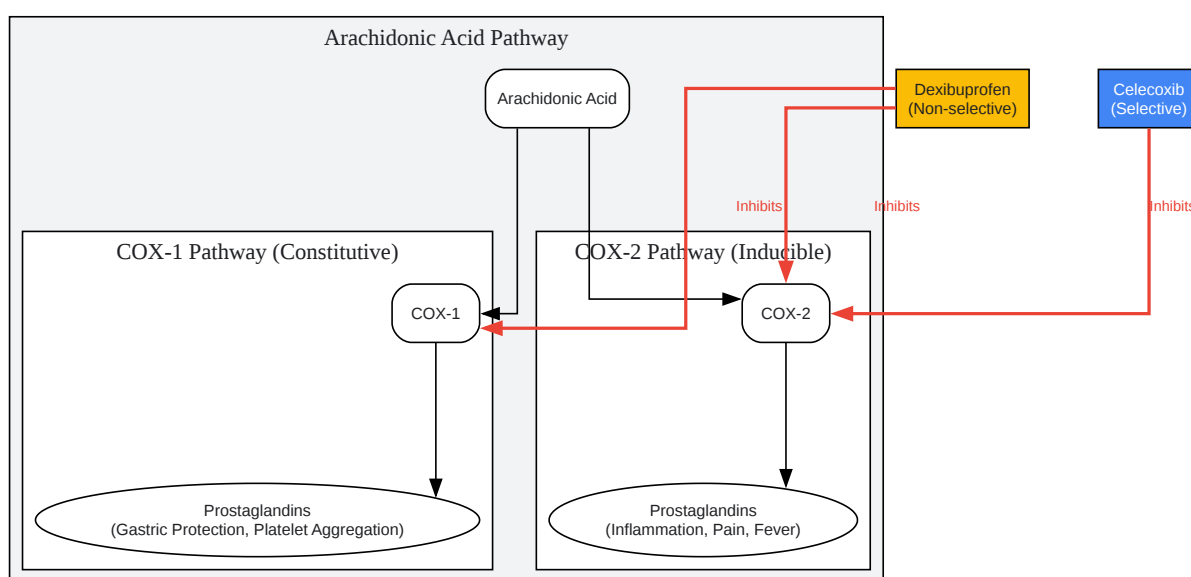 Arachidonic Acid Pathway
Arachidonic Acid
Dexibuprofen
(Non-selective)
Celecoxib
(Selective)
Inhibits
Inhibits
Inhibits
COX-1 Pathway (Constitutive)
COX-2 Pathway (Inducible)
COX-1
COX-2
Prostaglandins
(Gastric Protection, Platelet Aggregation)
Prostaglandins
(Inflammation, Pain, Fever)